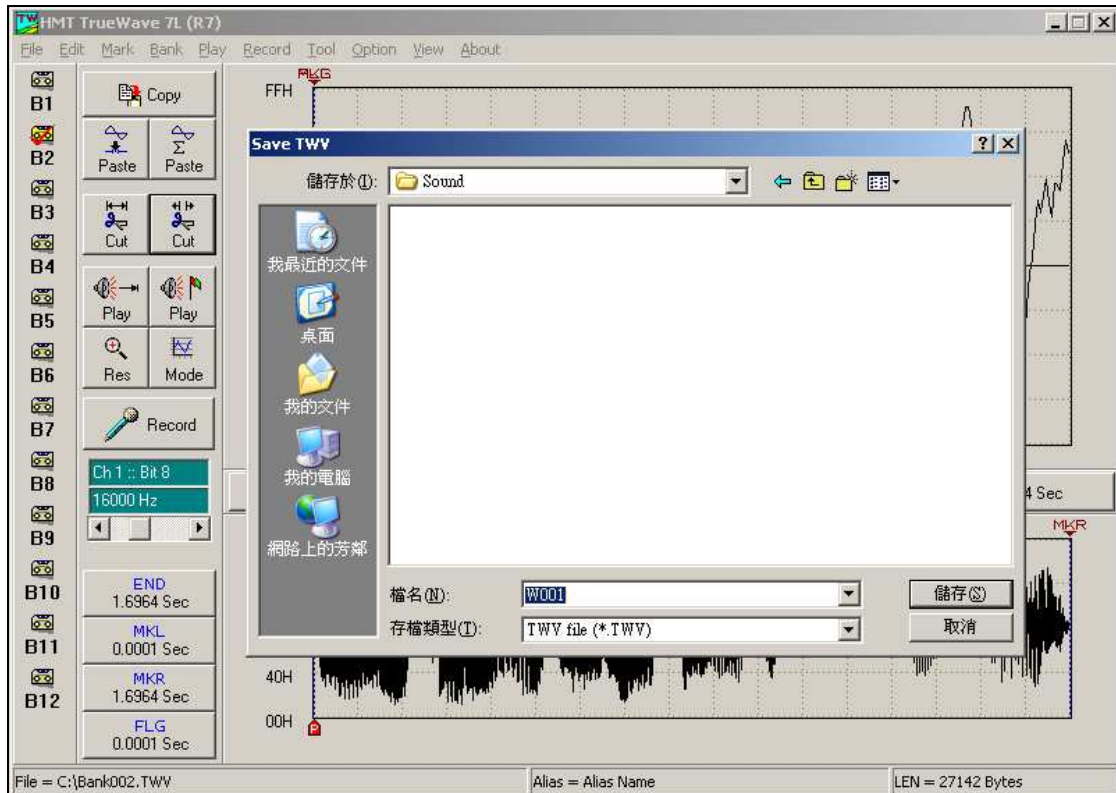 HMT TrueWave 7L (R7)
File Edit Mark Bank Play Record Tool Option View About
B1
B2
B3
B4
B5
B6
B7
B8
B9
B10
B11
B12
Copy
Paste Paste
Cut Cut
Play Play
Res Mode
Record
Ch 1 :: Bit 8
16000 Hz
END
1.6964 Sec
MKL
0.0001 Sec
MKR
1.6964 Sec
FLG
0.0001 Sec
FFH
Save TWV
儲存於(I): Sound
我最近的文件
桌面
我的文件
我的電腦
網路上的芳鄰
檔名(N): W001 儲存(S)
存檔類型(T): TWV file (*.TWV) 取消
4 Sec
MKR
40H
00H
P
File = C:\Bank002.TWV Alias = Alias Name LEN = 27142 Bytes